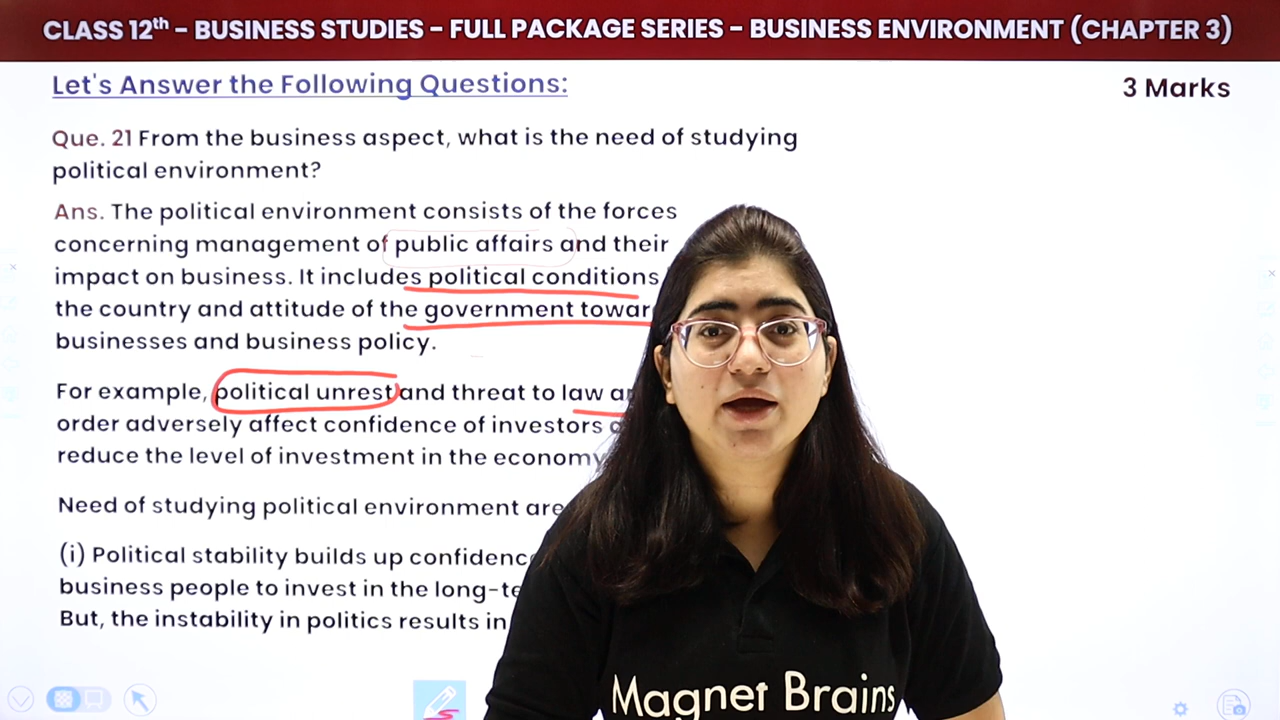 CLASS 12th – BUSINESS STUDIES – FULL PACKAGE SERIES – BUSINESS ENVIRONMENT (CHAPTER 3)
Let's Answer the Following Questions:
3 Marks
Que. 21 From the business aspect, what is the need of studying
political environment?
Ans. The political environment consists of the forces
concerning management of public affairs and their
impact on business. It includes political conditions
the country and attitude of the government
businesses and business policy.
For example, political unrest and threat to law
order adversely affect confidence of investors
reduce the level of investment in the economy
Need of studying political environment are
(i) Political stability builds up
business people to invest in the
But, the instability in politics results in
Magnet Brains